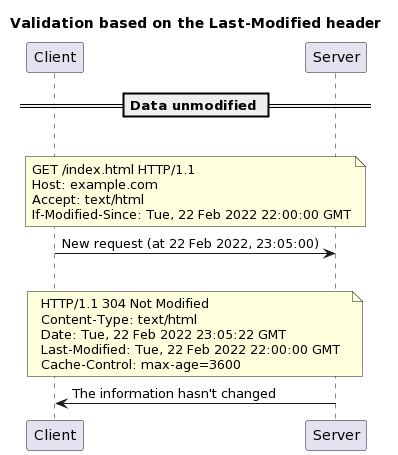 Validation based on the Last-Modified header
Client Server
Data unmodified
GET /index.html HTTP/1.1
Host: example.com
Accept: text/html
If-Modified-Since: Tue, 22 Feb 2022 22:00:00 GMT
New request (at 22 Feb 2022, 23:05:00)
HTTP/1.1 304 Not Modified
Content-Type: text/html
Date: Tue, 22 Feb 2022 23:05:22 GMT
Last-Modified: Tue, 22 Feb 2022 22:00:00 GMT
Cache-Control: max-age=3600
The information hasn't changed
Client Server